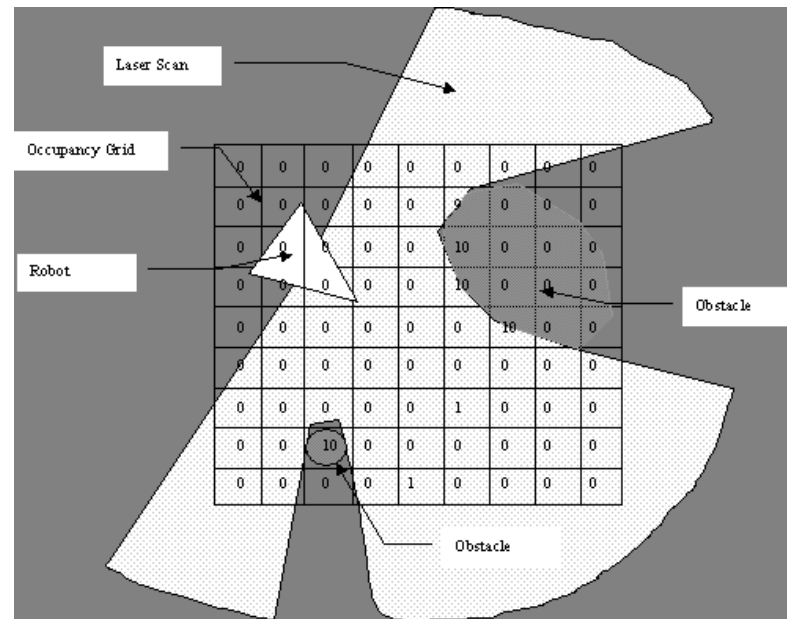 Laser Scan
Occupancy Grid
0 0 0 0 0 0 0 0 0
0 0 0 0 0 9 0 0 0
Robot
0 0 0 0 0 10 0 0 0
0 0 0 0 0 10 0 0 0
Obstacle
0 0 0 0 0 0 10 0 0
0 0 0 0 0 0 0 0 0
0 0 0 0 0 1 0 0 0
0 0 10 0 0 0 0 0 0
0 0 0 0 1 0 0 0 0
Obstacle